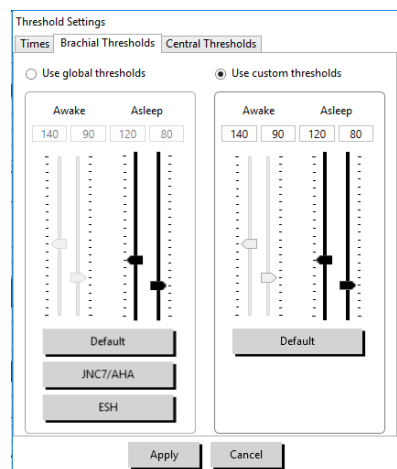 Threshold Settings
Times Brachial Thresholds Central Thresholds
Use global thresholds
Awake Asleep
140 90 120 80
Default
JNC7/AHA
ESH
Use custom thresholds
Awake Asleep
140 90 120 80
Default
Apply Cancel